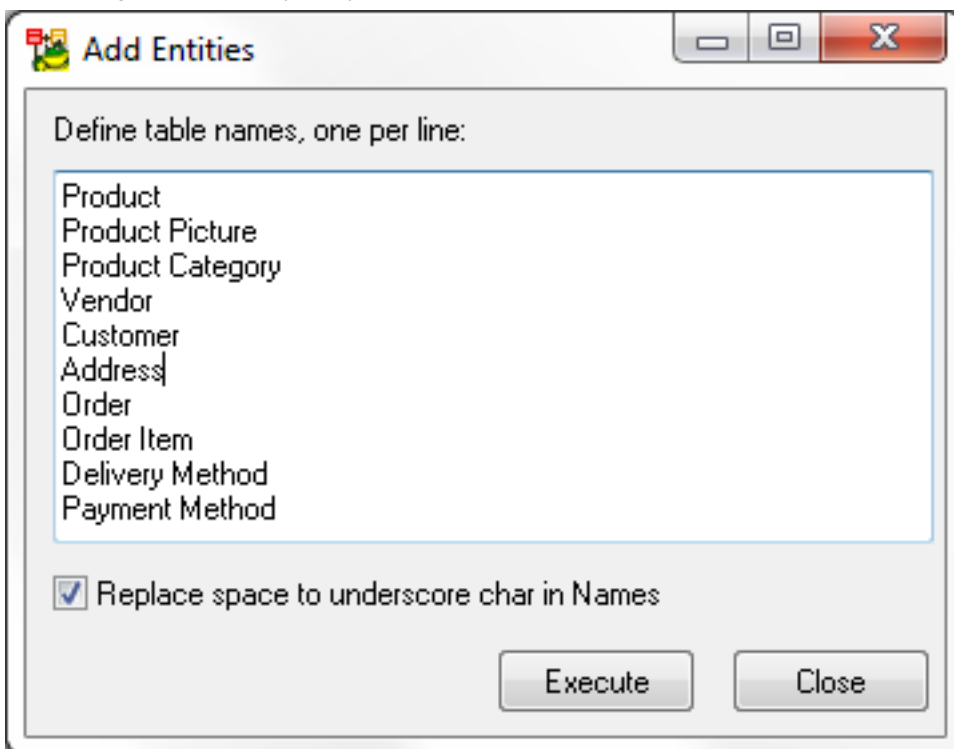 Add Entities
Define table names, one per line:
Product
Product Picture
Product Category
Vendor
Customer
Address
Order
Order Item
Delivery Method
Payment Method
Replace space to underscore char in Names
Execute
Close